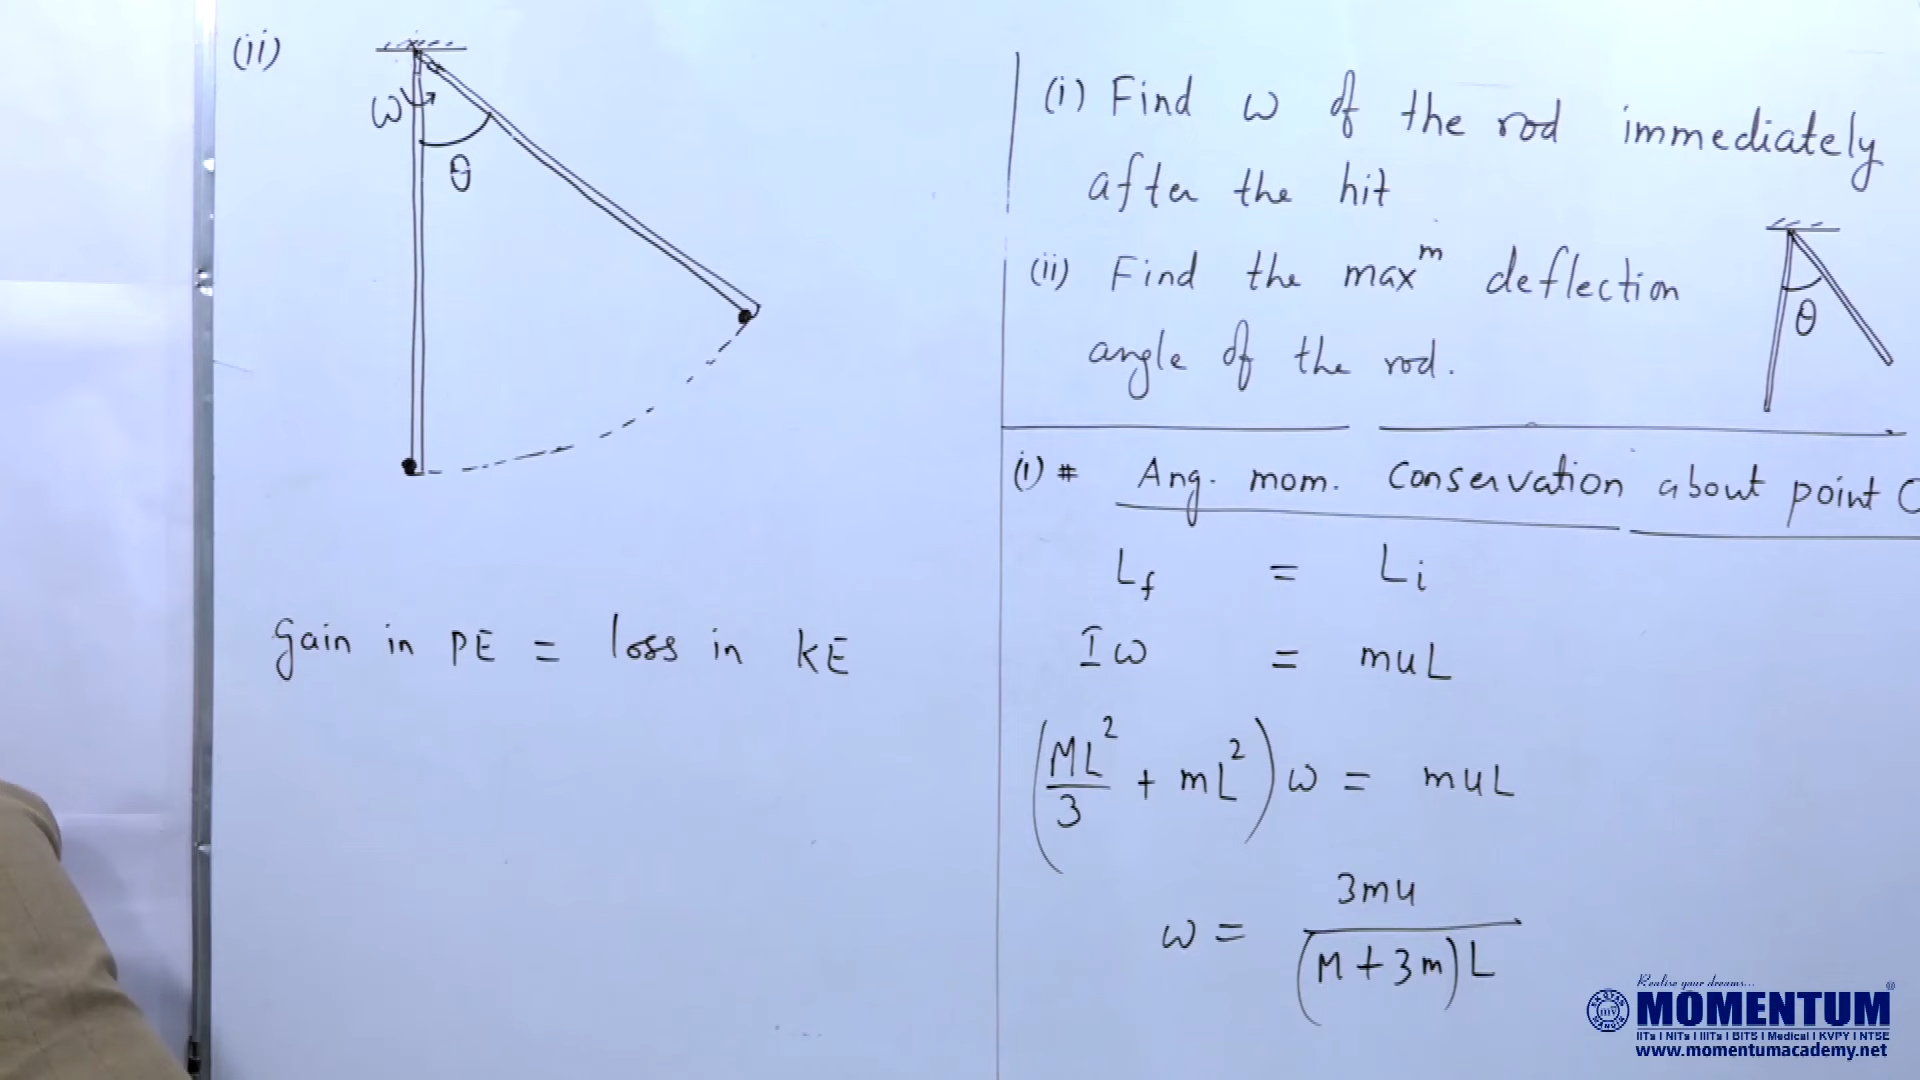 (ii)
ω
θ
gain in PE = loss in KE
(i) Find ω of the rod immediately
after the hit
(ii) Find the maxᵐ deflection
angle of the rod.
θ
(i) # Ang. mom. Conservation about point
L_f = L_i
Iω = muL
(ML²/3 + mL²)ω = muL
ω = 3mu/((M+3m)L)
Realise your dreams...
MOMENTUM
IITs | NITs | IIITs | BITS | Medical | KVPY | NTSE
www.momentumacademy.net